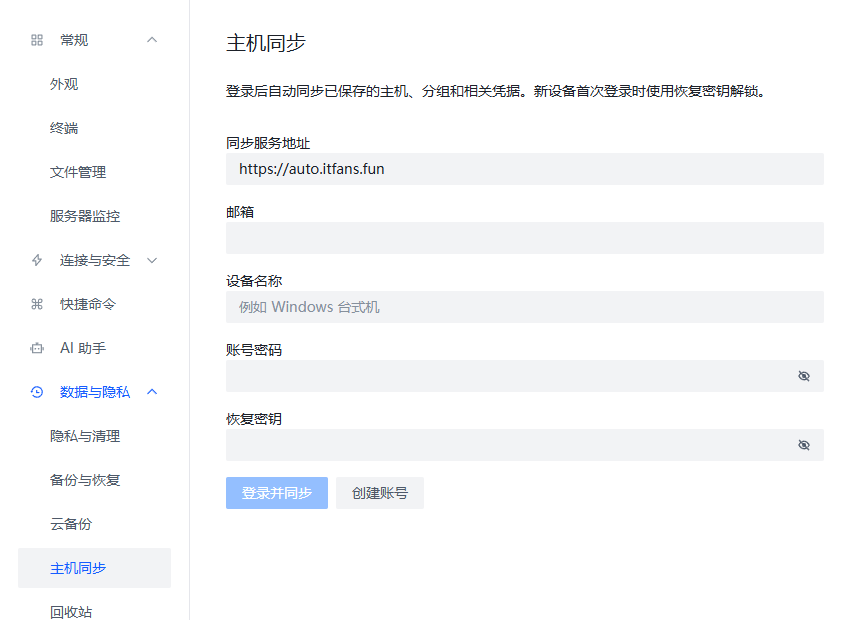 常规
外观
终端
文件管理
服务器监控
连接与安全
快捷命令
AI 助手
数据与隐私
隐私与清理
备份与恢复
云备份
主机同步
回收站
主机同步
登录后自动同步已保存的主机、分组和相关凭据。新设备首次登录时使用恢复密钥解锁。
同步服务地址
https://auto.itfans.fun
邮箱
设备名称
例如 Windows 台式机
账号密码
恢复密钥
登录并同步
创建账号